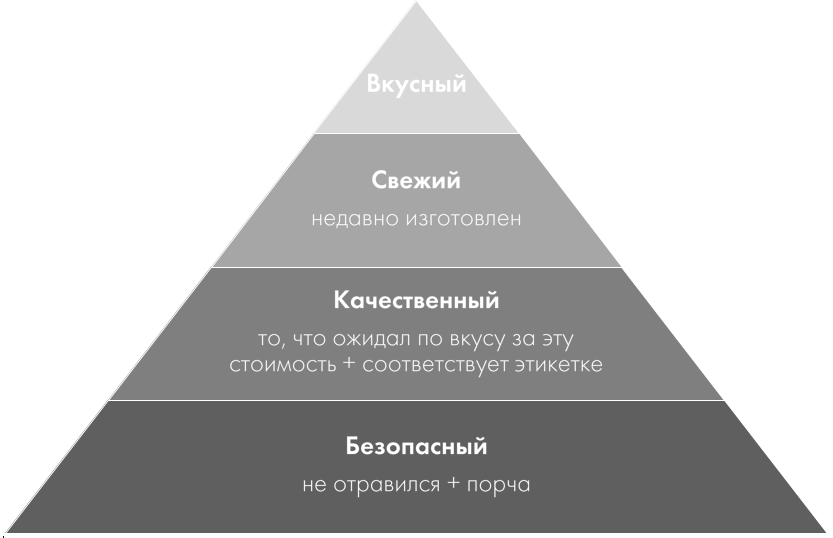 Вкусный
Свежий
недавно изготовлен
Качественный
то, что ожидал по вкусу за эту
стоимость + соответствует этикетке
Безопасный
не отравился + порча